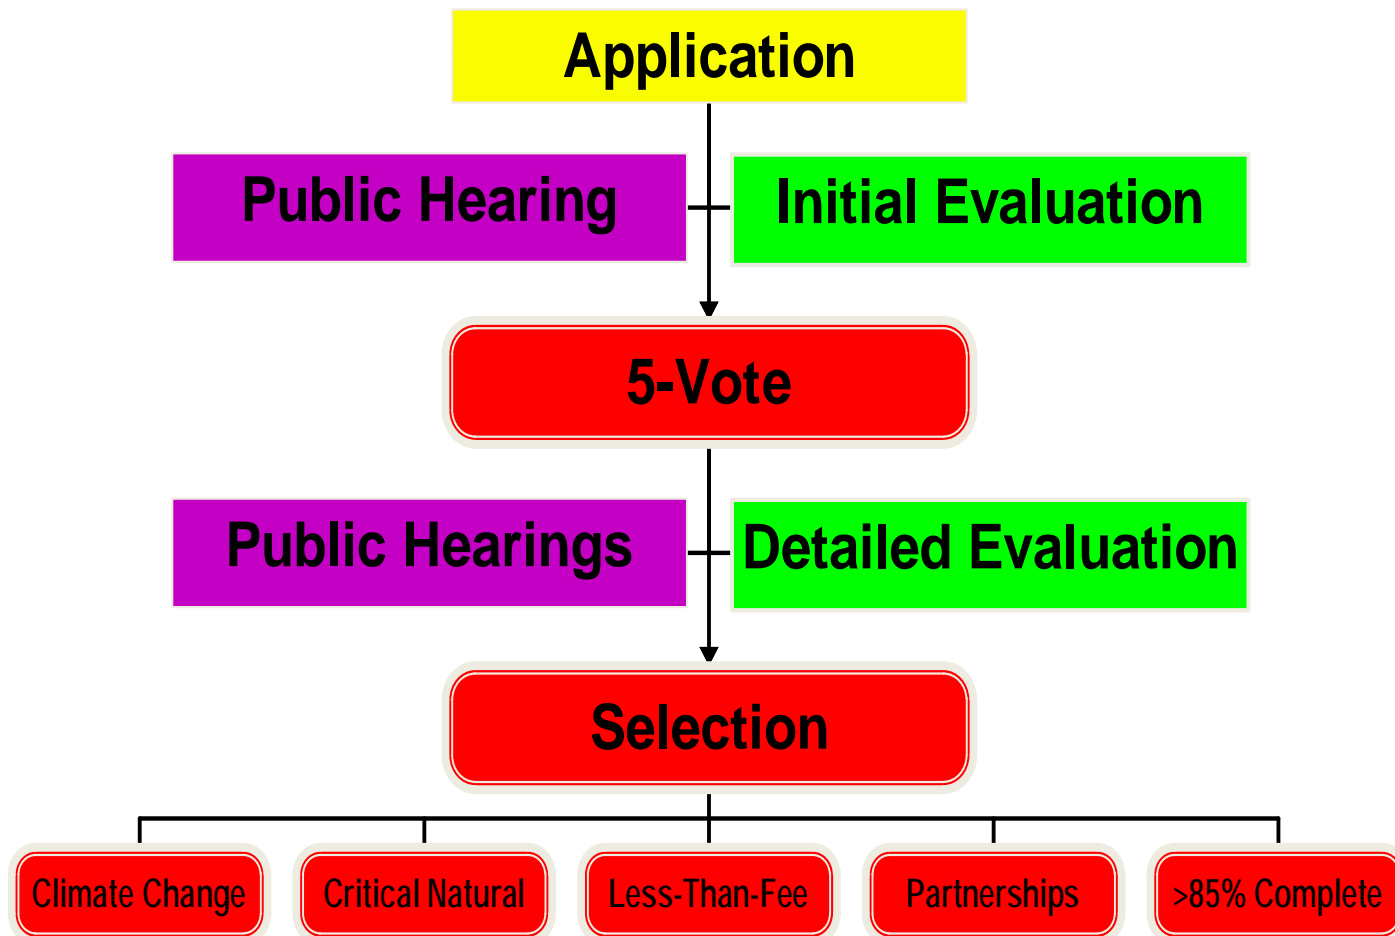 Application
Public Hearing
Initial Evaluation
5-Vote
Public Hearings
Detailed Evaluation
Selection
Climate Change
Critical Natural
Less-Than-Fee
Partnerships
>85% Complete